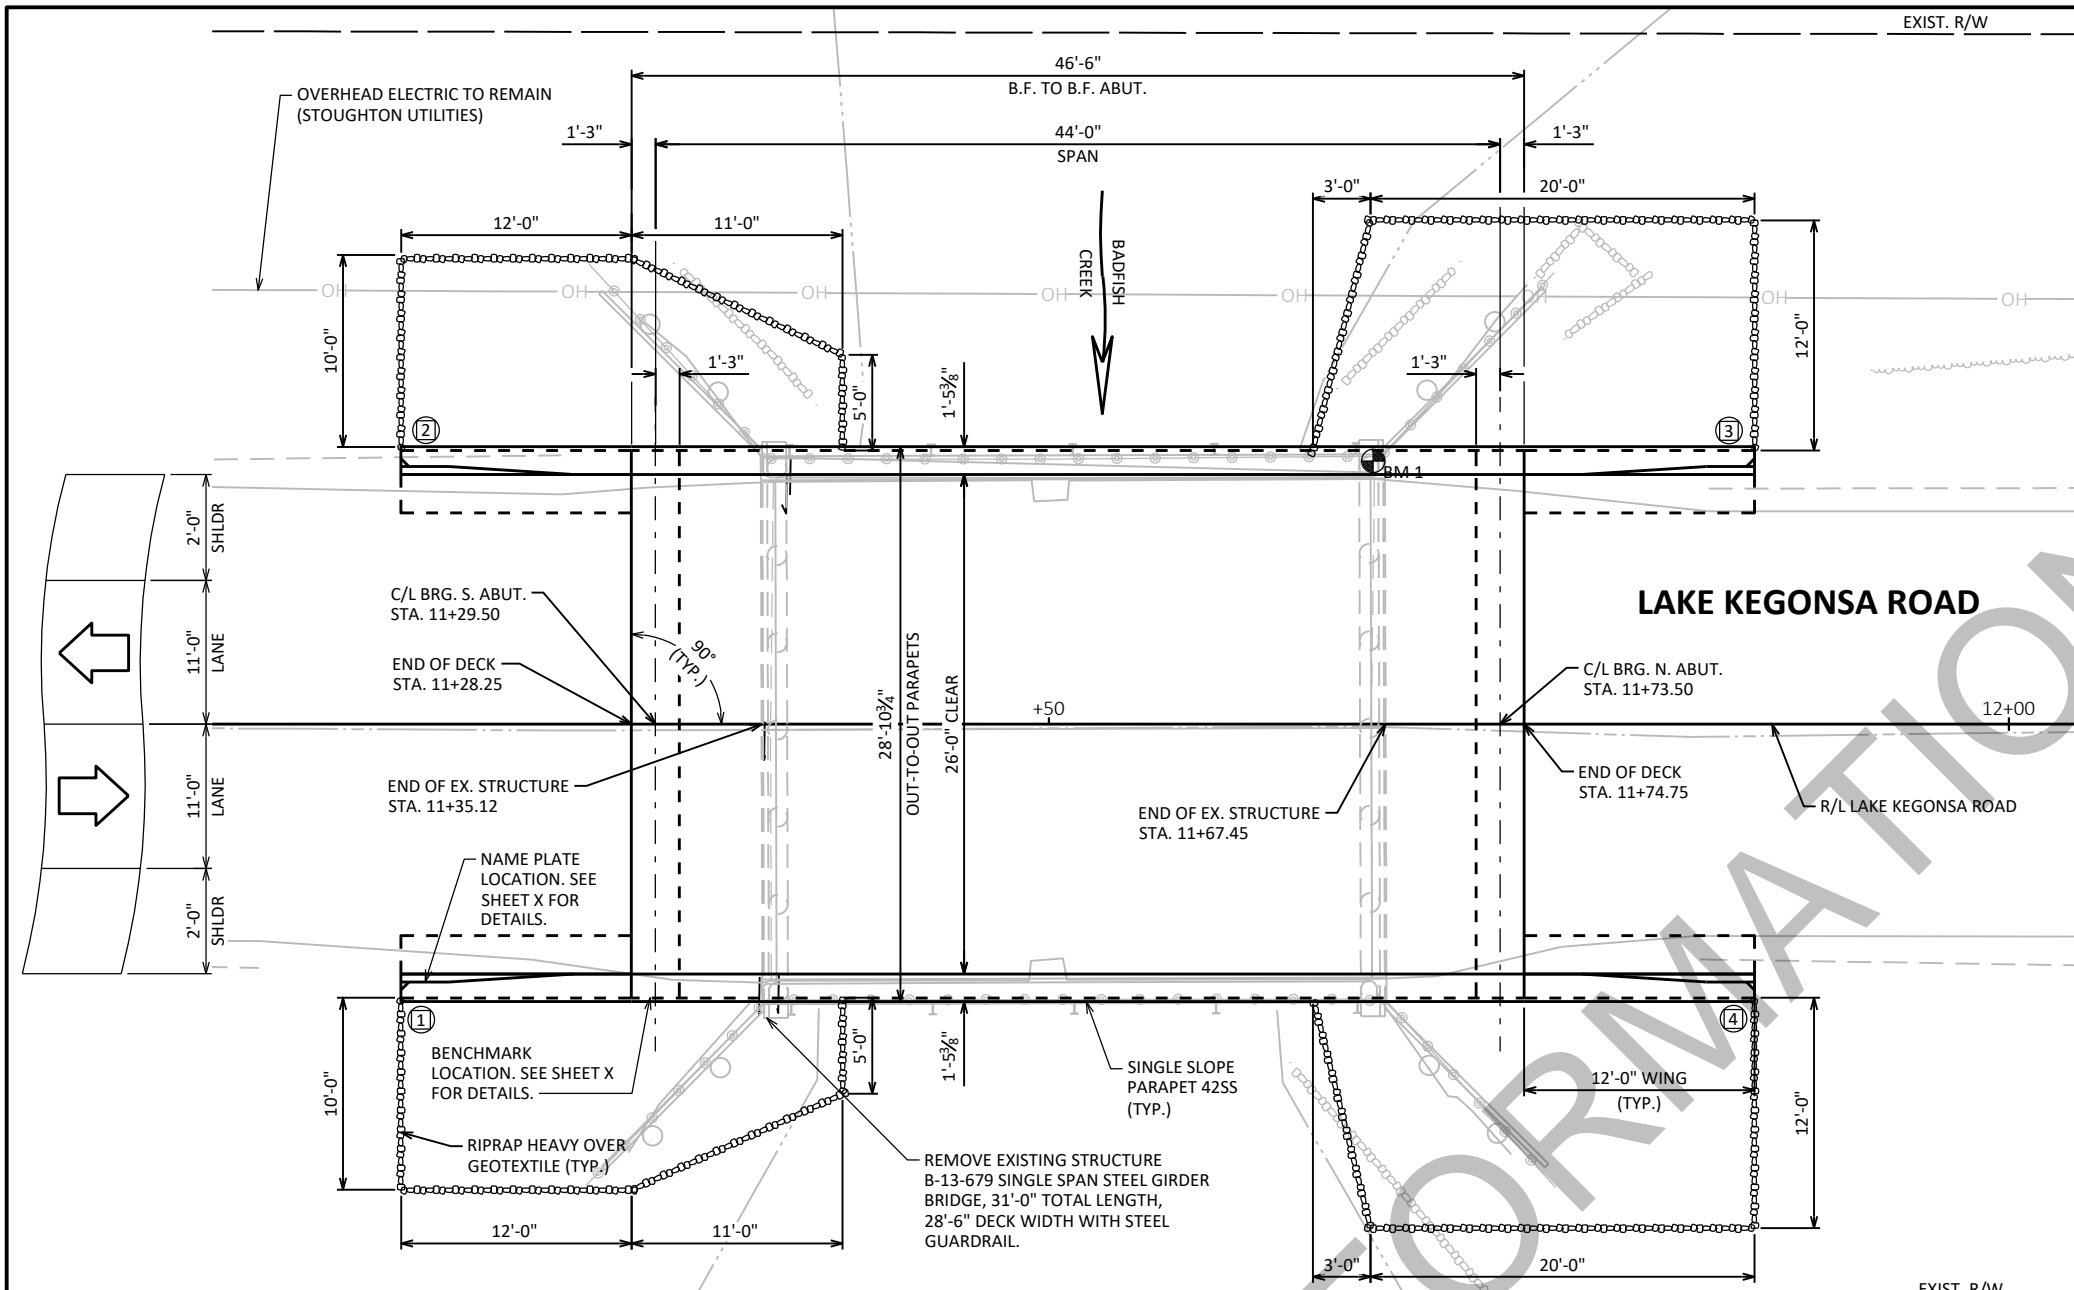 EXIST. R/W
46'-6"
B.F. TO B.F. ABUT.
OVERHEAD ELECTRIC TO REMAIN
(STOUGHTON UTILITIES)
1'-3"
44'-0"
SPAN
1'-3"
3'-0"
20'-0"
12'-0"
11'-0"
BADFISH
CREEK
OH
OH
OH
OH
OH
OH
OH
OH
10'-0"
12'-0"
1'-3"
1'-3"
5'-0"
1'-5⅜"
2
3
BM 1
2'-0"
SHLDR
11'-0"
LANE
11'-0"
LANE
2'-0"
SHLDR
C/L BRG. S. ABUT.
STA. 11+29.50
90°
(TYP.)
END OF DECK
STA. 11+28.25
28'-10¾"
OUT-TO-OUT PARAPETS
26'-0" CLEAR
LAKE KEGONSA ROAD
C/L BRG. N. ABUT.
STA. 11+73.50
+50
12+00
END OF EX. STRUCTURE
STA. 11+35.12
END OF EX. STRUCTURE
STA. 11+67.45
END OF DECK
STA. 11+74.75
R/L LAKE KEGONSA ROAD
NAME PLATE
LOCATION. SEE
SHEET X FOR
DETAILS.
1
4
10'-0"
BENCHMARK
LOCATION. SEE SHEET X
FOR DETAILS.
5'-0"
1'-5⅜"
SINGLE SLOPE
PARAPET 42SS
(TYP.)
12'-0" WING
(TYP.)
12'-0"
RIPRAP HEAVY OVER
GEOTEXTILE (TYP.)
REMOVE EXISTING STRUCTURE
B-13-679 SINGLE SPAN STEEL GIRDER
BRIDGE, 31'-0" TOTAL LENGTH,
28'-6" DECK WIDTH WITH STEEL
GUARDRAIL.
12'-0"
11'-0"
3'-0"
20'-0"
EXIST. R/W
FORMATION